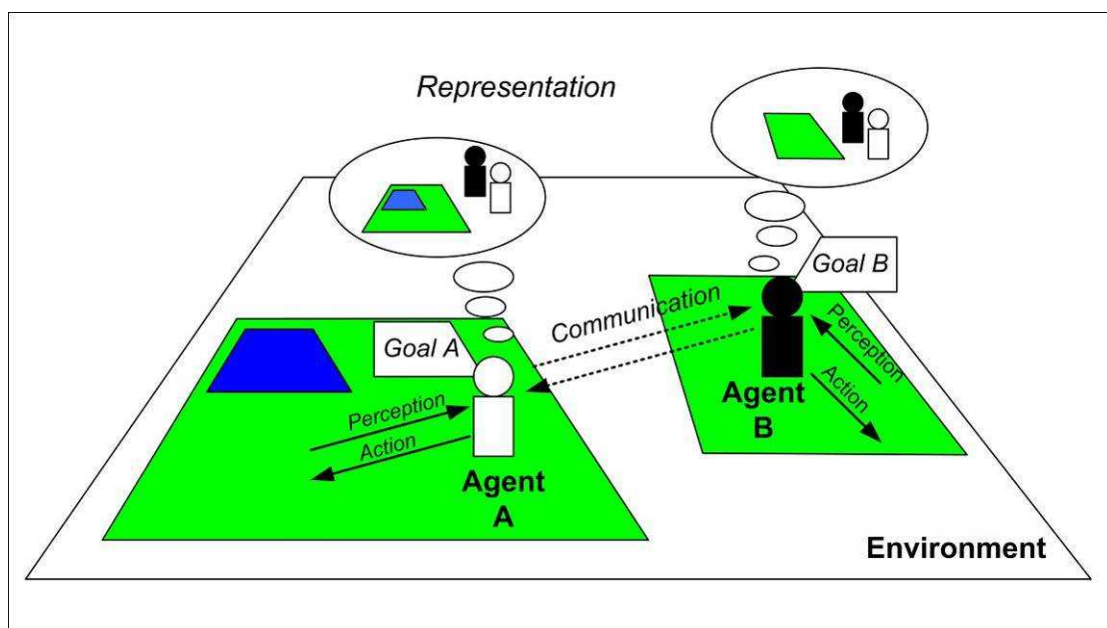 Representation
Goal B
Communication
Goal A
Perception
Action
Agent
B
Perception
Action
Agent
A
Environment